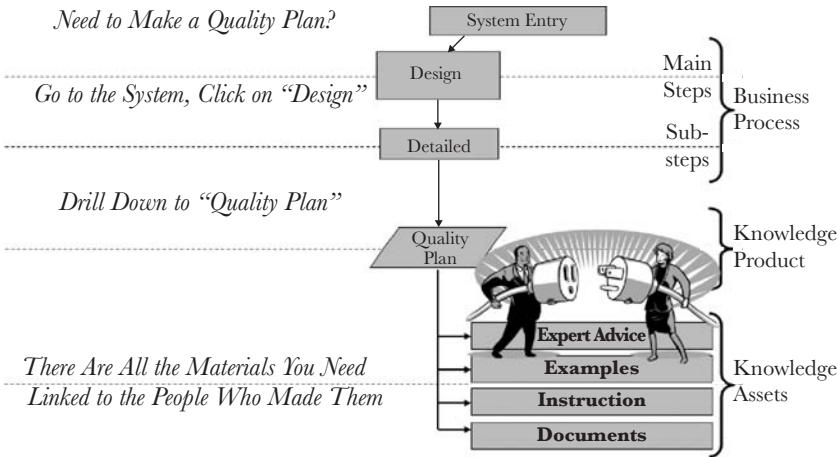 Need to Make a Quality Plan?
System Entry
Design
Main
Steps
Go to the System, Click on “Design”
Business
Process
Detailed
Sub-
steps
Drill Down to “Quality Plan”
Quality
Plan
Knowledge
Product
Expert Advice
There Are All the Materials You Need
Linked to the People Who Made Them
Examples
Instruction
Documents
Knowledge
Assets